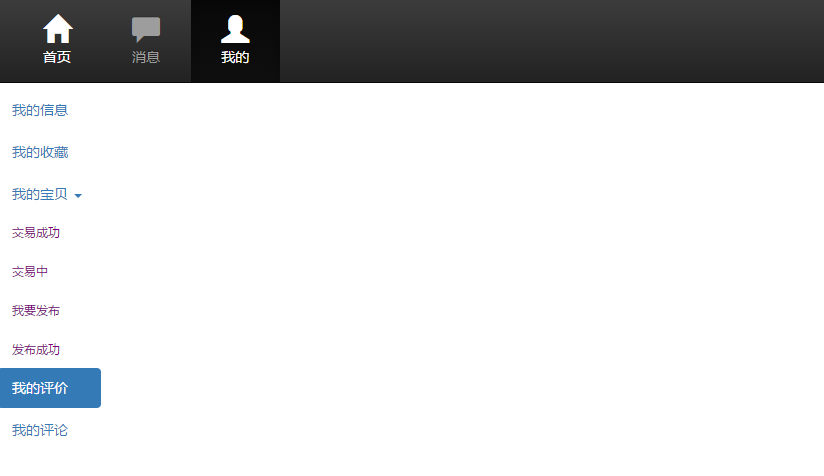 首页 消息 我的
我的信息
我的收藏
我的宝贝
交易成功
交易中
我要发布
发布成功
我的评价
我的评论